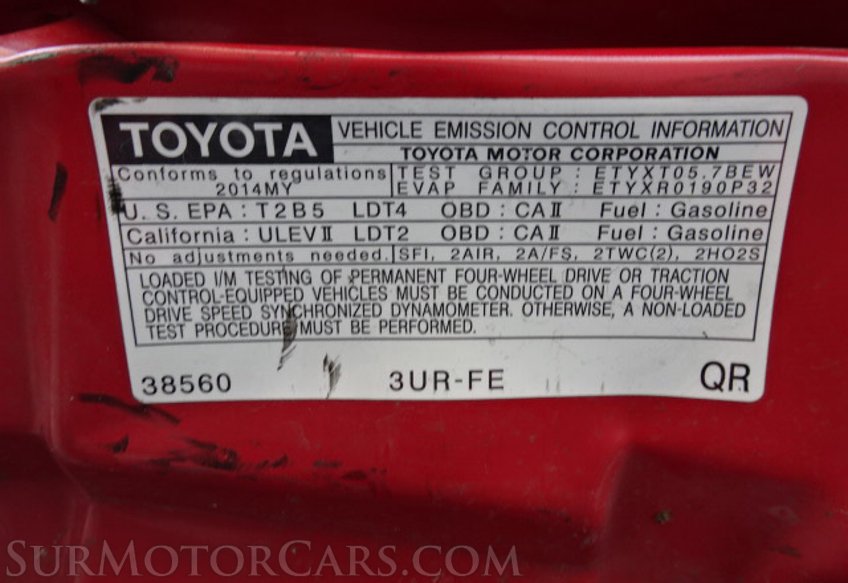 TOYOTA VEHICLE EMISSION CONTROL INFORMATION
TOYOTA MOTOR CORPORATION
Conforms to regulations TEST GROUP : ETYXT05.7BEW
2014MY EVAP FAMILY : ETYXR0190P32
U.S. EPA : T2B5 LDT4 OBD : CAⅡ Fuel : Gasoline
California : ULEVⅡ LDT2 OBD : CAⅡ Fuel : Gasoline
No adjustments needed. SFI, 2AIR, 2A/FS, 2TWC(2), 2HO2S
LOADED I/M TESTING OF PERMANENT FOUR-WHEEL DRIVE OR TRACTION
CONTROL-EQUIPPED VEHICLES MUST BE CONDUCTED ON A FOUR-WHEEL
DRIVE SPEED SYNCHRONIZED DYNAMOMETER. OTHERWISE, A NON-LOADED
TEST PROCEDURE MUST BE PERFORMED.
38560 3UR-FE QR
SURMOTORCARS.COM